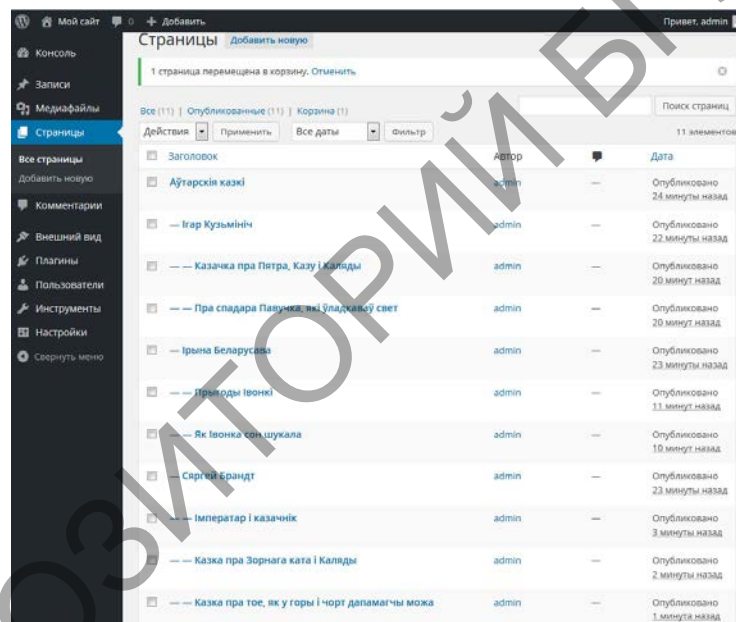 Мой сайт 0 + Добавить Привет, admin
Консоль
Записи
Медиафайлы
Страницы
Все страницы
Добавить новую
Комментарии
Внешний вид
Плагины
Пользователи
Инструменты
Настройки
Свернуть меню
Страницы Добавить новую
1 страница перемещена в корзину. Отменить
Все (11) | Опубликованные (11) | Корзина (1)
Поиск страниц
Действия Применить Все даты Фильтр 11 элементов
Заголовок Автор Дата
Аўтарскія казкі admin — Опубликовано
24 минуты назад
— Ігар Кузьмініч admin — Опубликовано
22 минуты назад
— — Казачка пра Пятра, Казу і Каляды admin — Опубликовано
20 минут назад
— — Пра спадара Павучка, які ўладкаваў свет admin — Опубликовано
20 минут назад
— Ірына Беларусава admin — Опубликовано
23 минуты назад
— — Прыгоды Івонкі admin — Опубликовано
11 минут назад
— — Як Івонка сон шукала admin — Опубликовано
10 минут назад
— Сяргей Брандт admin — Опубликовано
23 минуты назад
— — Імператар і казачнік admin — Опубликовано
3 минуты назад
— — Казка пра Зорнага ката і Каляды admin — Опубликовано
2 минуты назад
— — Казка пра тое, як у горы і чорт дапамагчы можа admin — Опубликовано
1 минута назад